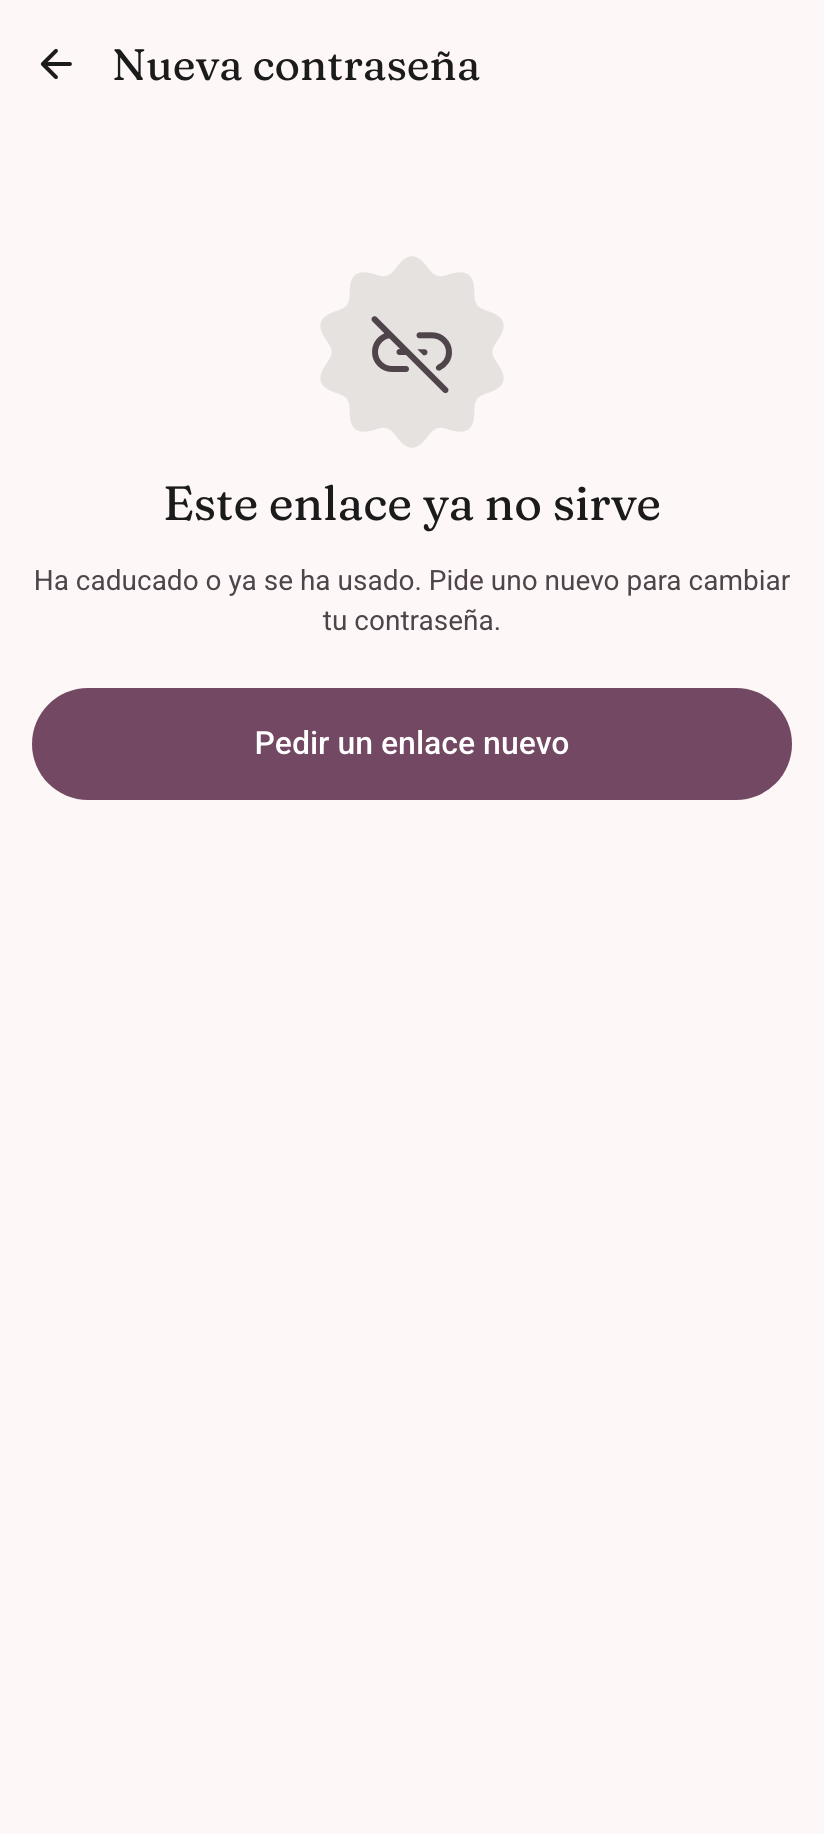 Nueva contraseña
Este enlace ya no sirve
Ha caducado o ya se ha usado. Pide uno nuevo para cambiar
tu contraseña.
Pedir un enlace nuevo